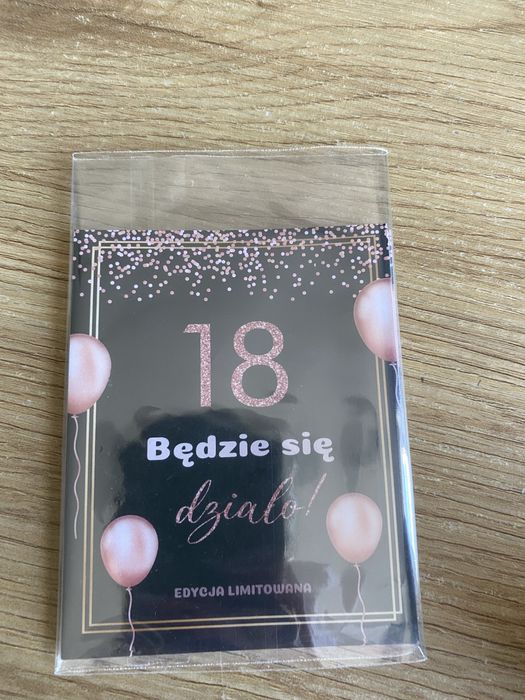 18
Będzie się
działo!
EDYCJA LIMITOWANA